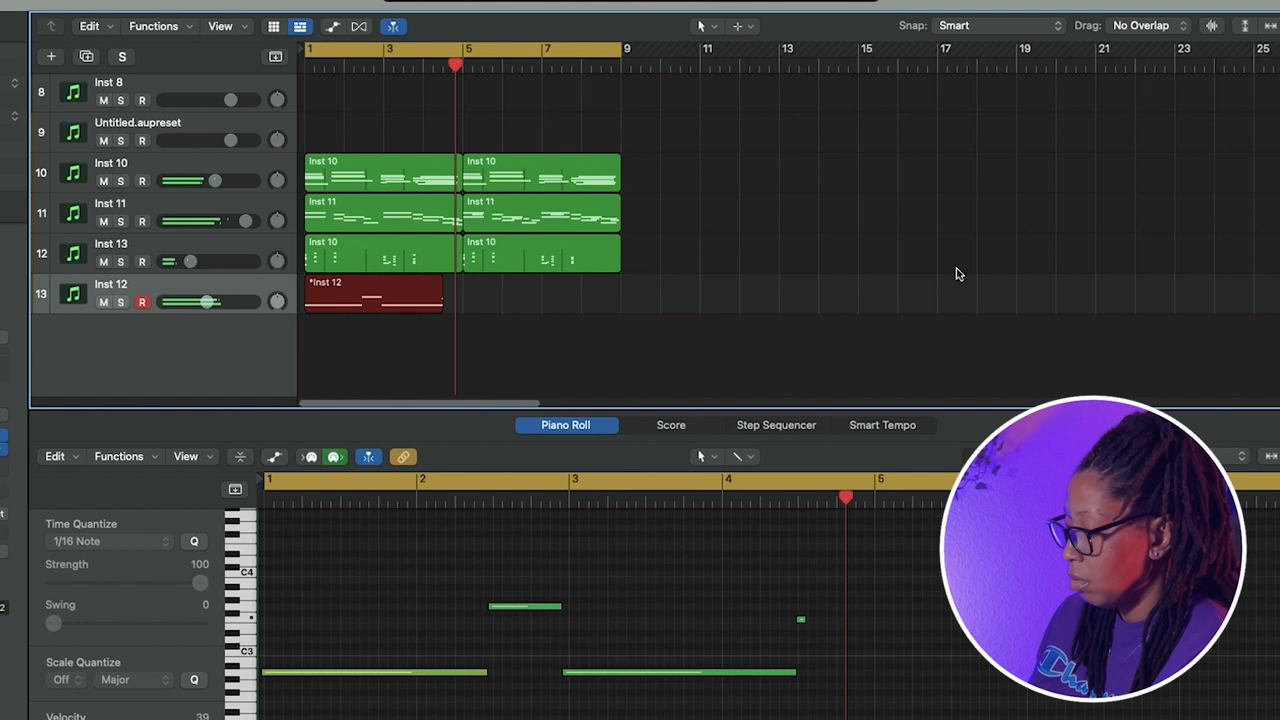 Edit Functions View Snap: Smart Drag: No Overlap
S
1 3 5 7 9 11 13 15 17 19 21 23 25
8 Inst 8
M S R
9 Untitled.aupreset
M S R
10 Inst 10
M S R
Inst 10 Inst 10
11 Inst 11
M S R
Inst 11 Inst 11
12 Inst 13
M S R
Inst 10 Inst 10
13 Inst 12
M S R
*Inst 12
Piano Roll Score Step Sequencer Smart Tempo
Edit Functions View
1 2 3 4 5
Time Quantize
1/16 Note Q
Strength 100
Swing 0
Scale Quantize
Off Major Q
Velocity 39
C4
C3
2